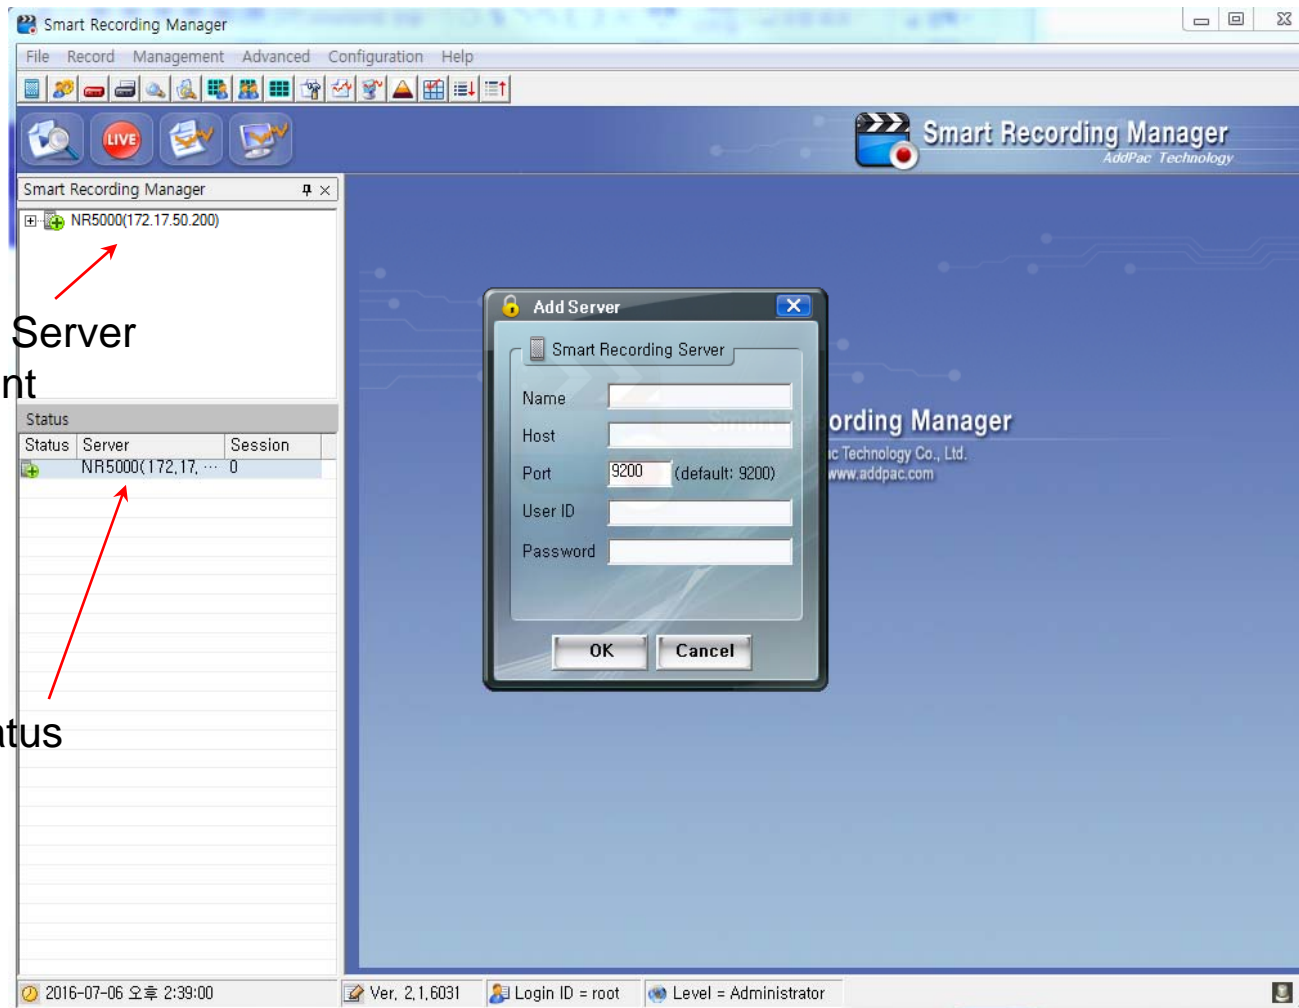 Smart Recording Manager
File Record Management Advanced Configuration Help
LIVE
Smart Recording Manager
AddPac Technology
Smart Recording Manager
NR5000(172.17.50.200)
Server
nt
Add Server
Smart Recording Server
Name
Host
Port 9200 (default: 9200)
User ID
Password
OK Cancel
ording Manager
Technology Co., Ltd.
www.addpac.com
Status
Status Server Session
NR5000(172,17, ··· 0
atus
2016-07-06 오후 2:39:00 Ver, 2,1,6031 Login ID = root Level = Administrator